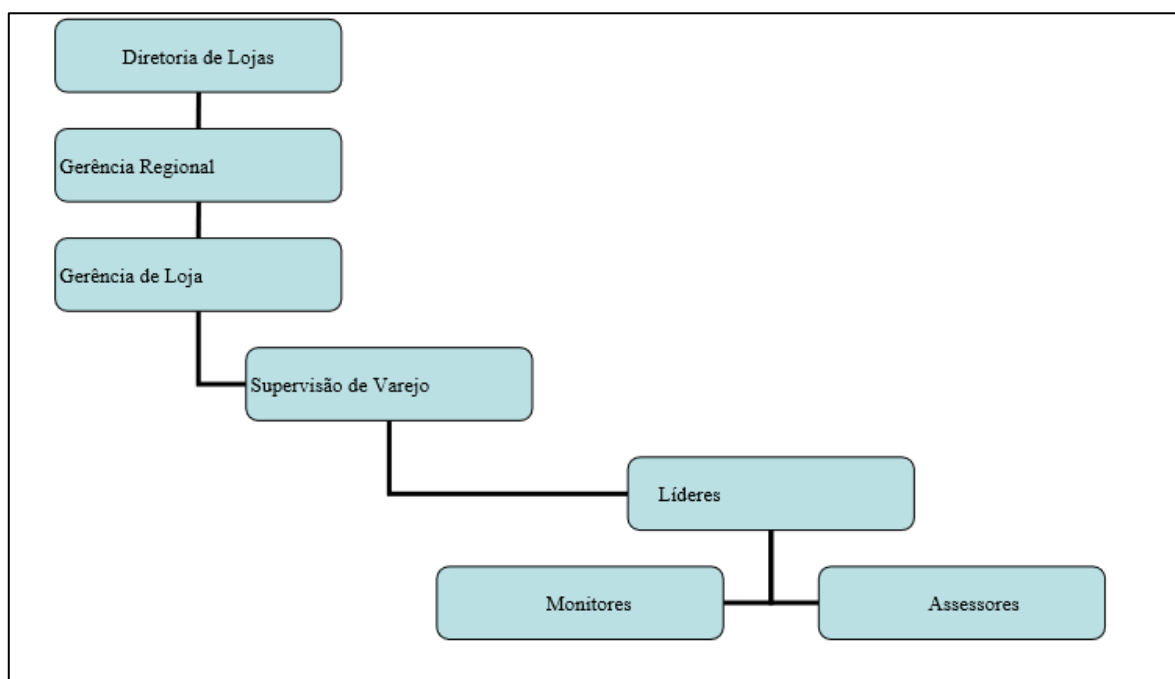 Diretoria de Lojas
Gerência Regional
Gerência de Loja
Supervisão de Varejo
Líderes
Monitores
Assessores